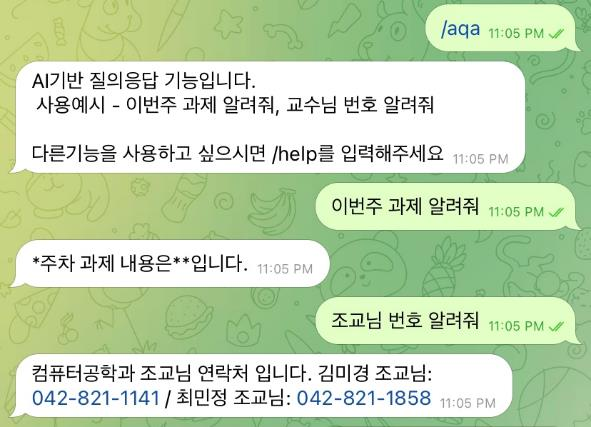 /aqa 11:05 PM
AI기반 질의응답 기능입니다.
사용예시 - 이번주 과제 알려줘, 교수님 번호 알려줘
다른기능을 사용하고 싶으시면 /help를 입력해주세요 11:05 PM
이번주 과제 알려줘 11:05 PM
*주차 과제 내용은**입니다. 11:05 PM
조교님 번호 알려줘 11:05 PM
컴퓨터공학과 조교님 연락처 입니다. 김미경 조교님:
042-821-1141 / 최민정 조교님: 042-821-1858 11:05 PM